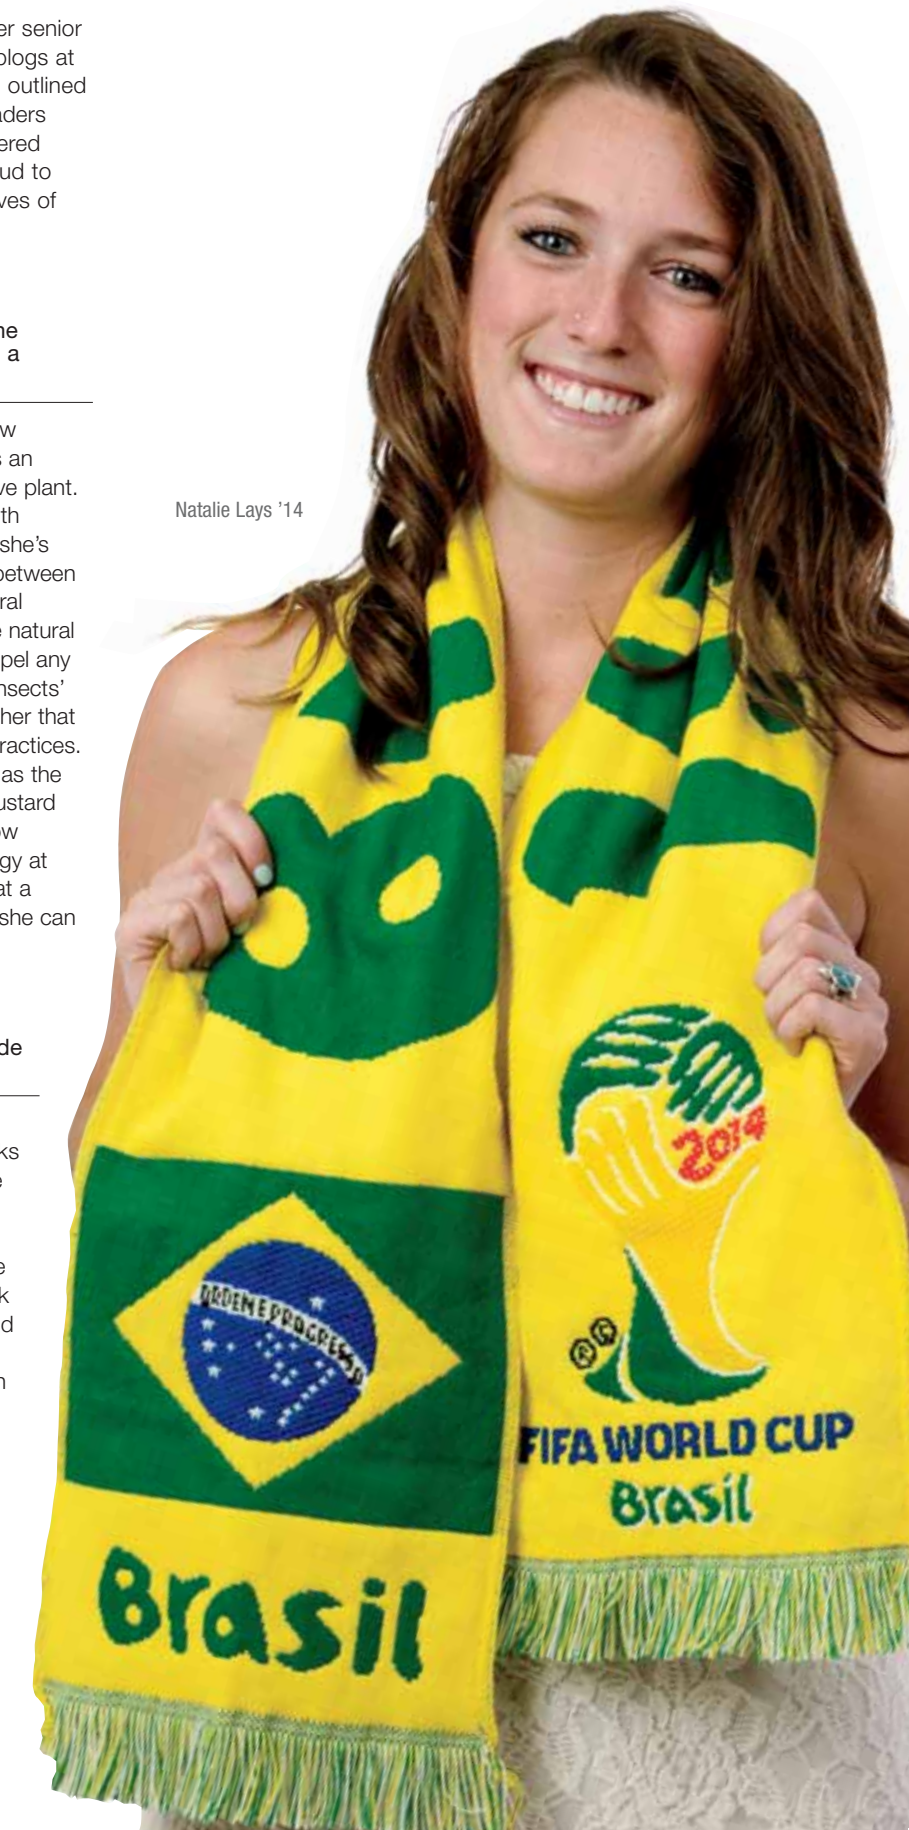 er senior
blogs at
outlined
aders
ered
ud to
ves of
ne
a
w
s an
ve plant.
th
she's
between
ral
e natural
pel any
nsects'
her that
ractices.
as the
ustard
ow
gy at
at a
she can
de
ks
e
e
k
d
n
Natalie Lays '14
2014
ORDEM E PROGRESSO
FIFA WORLD CUP
Brasil
Brasil